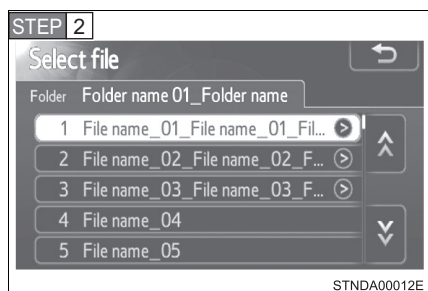 STEP 2
Select file
Folder Folder name 01_Folder name
1 File name_01_File name_01_Fil...
2 File name_02_File name_02_F...
3 File name_03_File name_03_F...
4 File name_04
5 File name_05
STNDA00012E